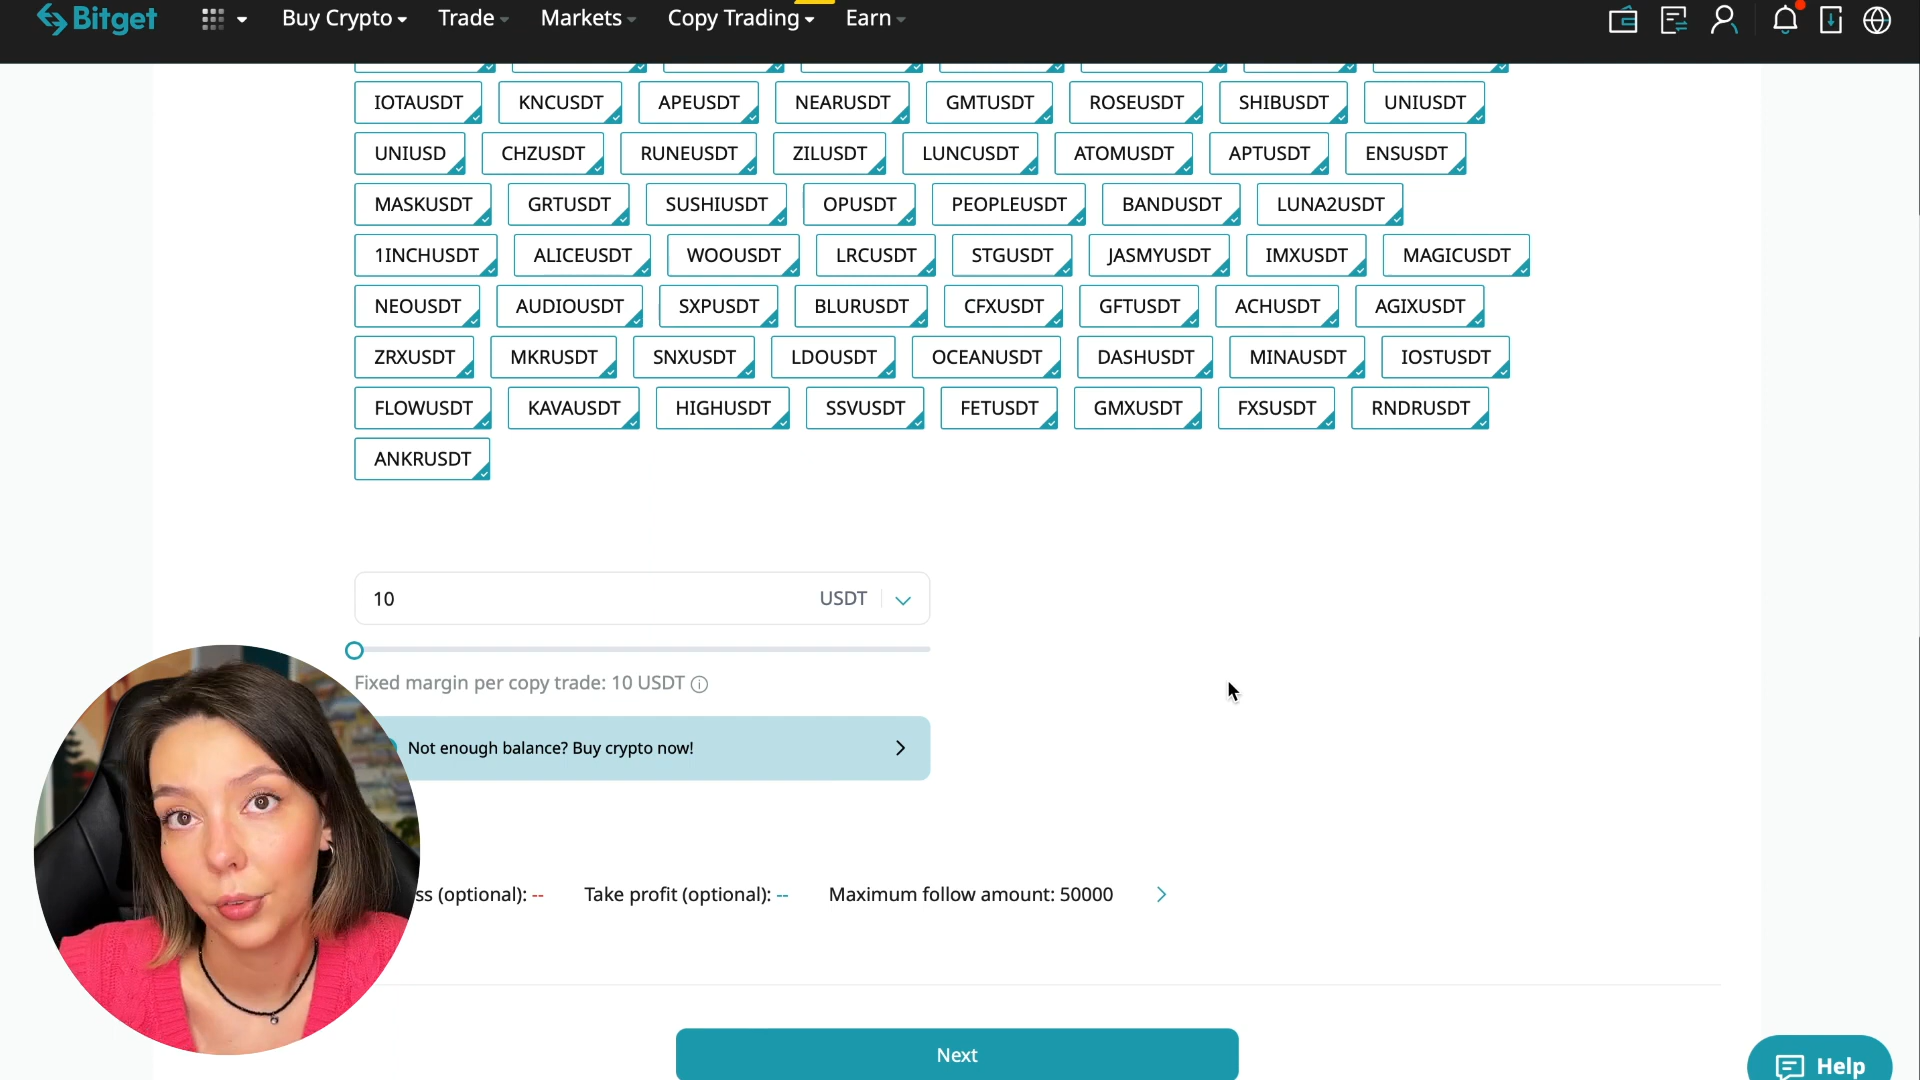 Bitget Buy Crypto Trade Markets Copy Trading Earn
IOTAUSDT KNCUSDT APEUSDT NEARUSDT GMTUSDT ROSEUSDT SHIBUSDT UNIUSDT
UNIUSD CHZUSDT RUNEUSDT ZILUSDT LUNCUSDT ATOMUSDT APTUSDT ENSUSDT
MASKUSDT GRTUSDT SUSHIUSDT OPUSDT PEOPLEUSDT BANDUSDT LUNA2USDT
1INCHUSDT ALICEUSDT WOOUSDT LRCUSDT STGUSDT JASMYUSDT IMXUSDT MAGICUSDT
NEOUSDT AUDIOUSDT SXPUSDT BLURUSDT CFXUSDT GFTUSDT ACHUSDT AGIXUSDT
ZRXUSDT MKRUSDT SNXUSDT LDOUSDT OCEANUSDT DASHUSDT MINAUSDT IOSTUSDT
FLOWUSDT KAVAUSDT HIGHUSDT SSVUSDT FETUSDT GMXUSDT FXSUSDT RNDRUSDT
ANKRUSDT
10 USDT
Fixed margin per copy trade: 10 USDT
Not enough balance? Buy crypto now!
ss (optional): -- Take profit (optional): -- Maximum follow amount: 50000
Next
Help